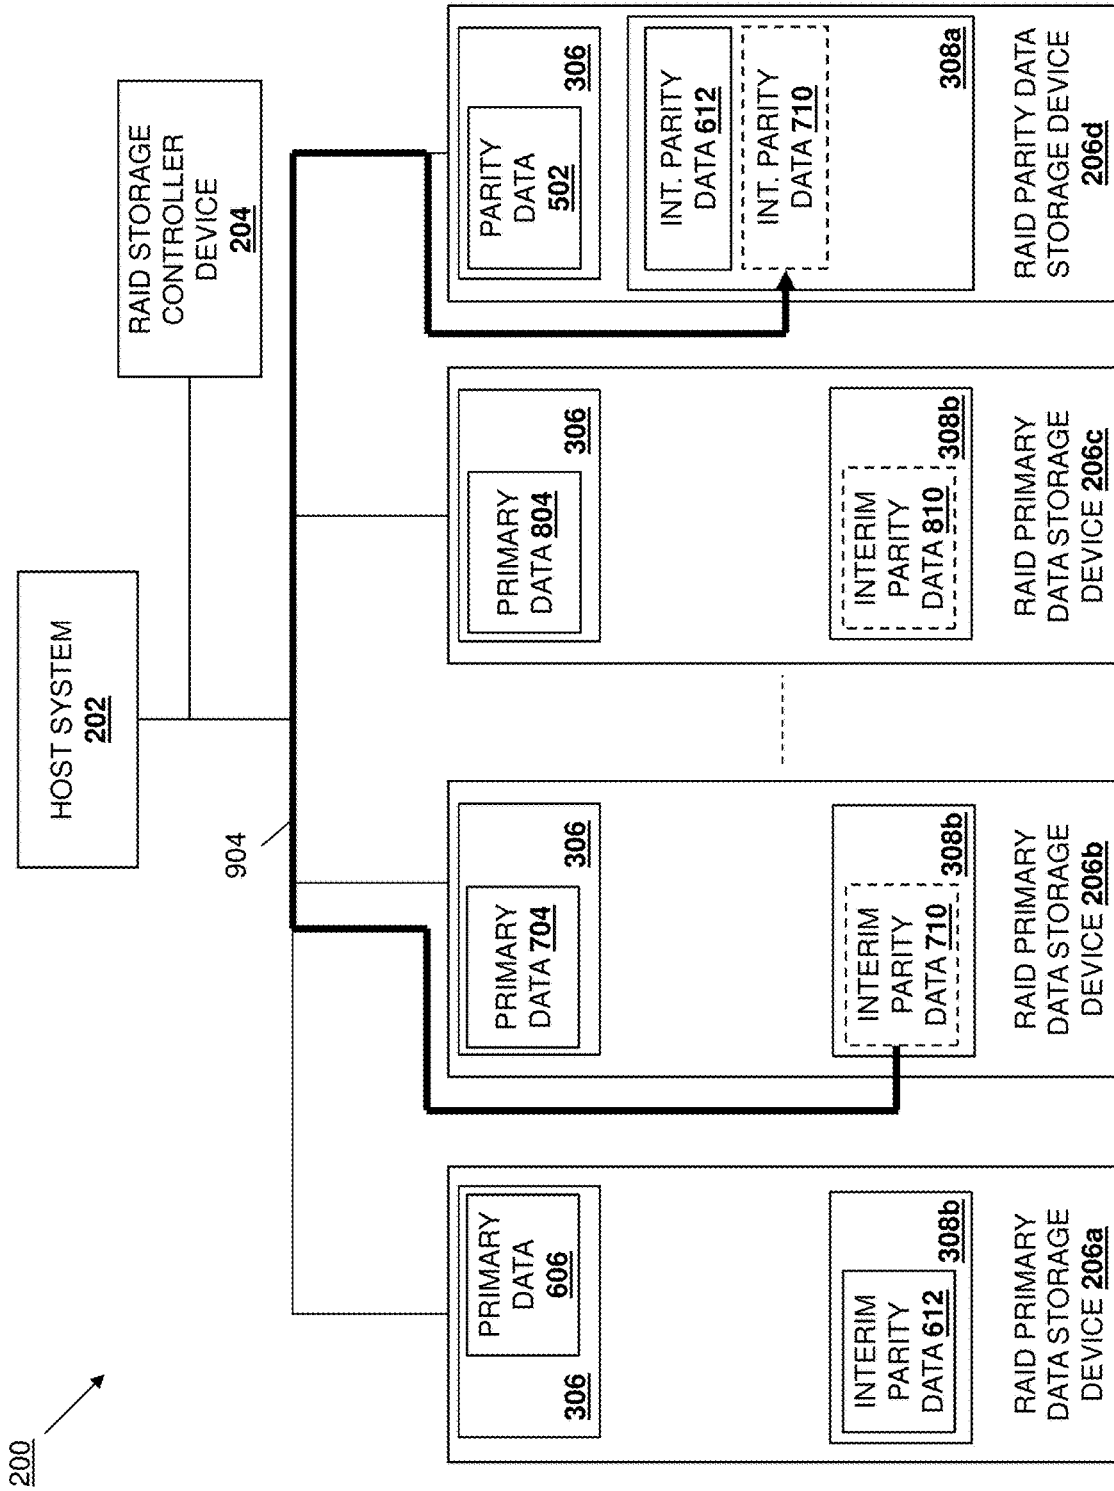 200
HOST SYSTEM
202
RAID STORAGE
CONTROLLER
DEVICE
204
904
PRIMARY
DATA
606
306
INTERIM
PARITY
DATA 612
308b
RAID PRIMARY
DATA STORAGE
DEVICE 206a
PRIMARY
DATA 704
306
INTERIM
PARITY
DATA 710
308b
RAID PRIMARY
DATA STORAGE
DEVICE 206b
PRIMARY
DATA 804
306
INTERIM
PARITY
DATA 810
308b
RAID PRIMARY
DATA STORAGE
DEVICE 206c
PARITY
DATA
502
306
INT. PARITY
DATA 612
INT. PARITY
DATA 710
308a
RAID PARITY DATA
STORAGE DEVICE
206d